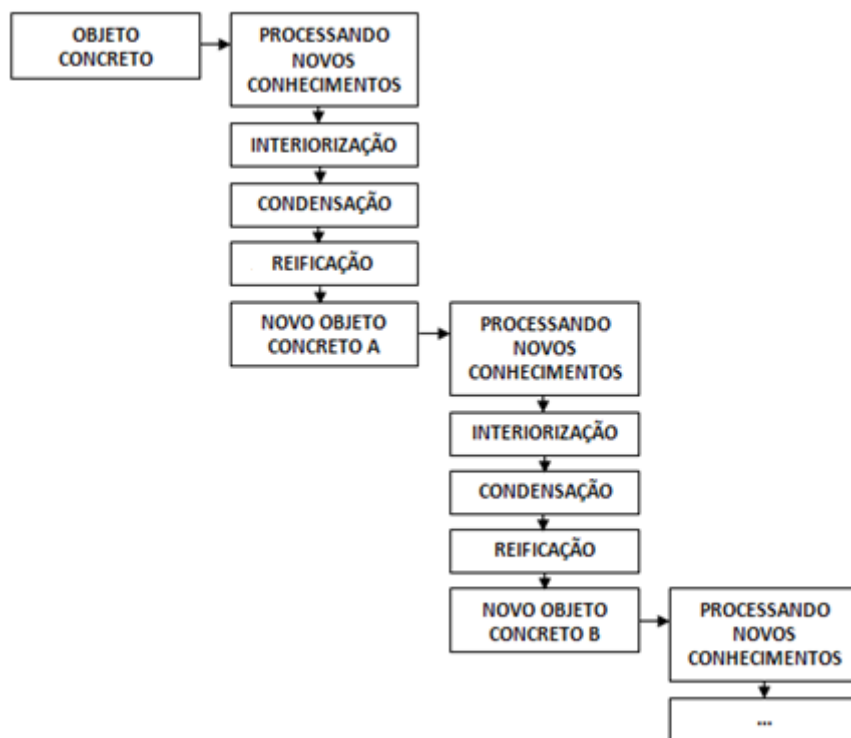 OBJETO
CONCRETO
PROCESSANDO
NOVOS
CONHECIMENTOS
INTERIORIZAÇÃO
CONDENSAÇÃO
REIFICAÇÃO
NOVO OBJETO
CONCRETO A
PROCESSANDO
NOVOS
CONHECIMENTOS
INTERIORIZAÇÃO
CONDENSAÇÃO
REIFICAÇÃO
NOVO OBJETO
CONCRETO B
PROCESSANDO
NOVOS
CONHECIMENTOS
...